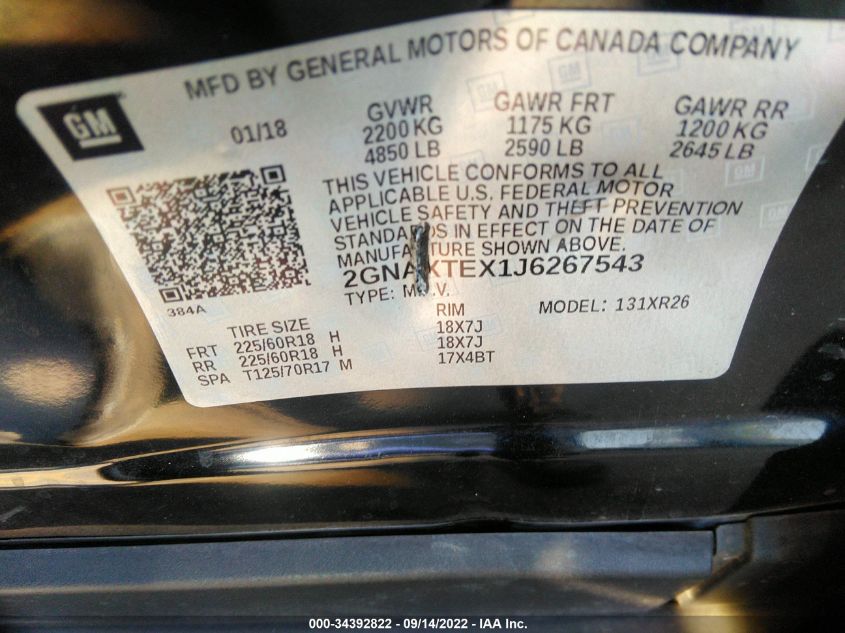 MFD BY GENERAL MOTORS OF CANADA COMPANY
GM
01/18
GVWR GAWR FRT GAWR RR
2200 KG 1175 KG 1200 KG
4850 LB 2590 LB 2645 LB
THIS VEHICLE CONFORMS TO ALL
APPLICABLE U.S. FEDERAL MOTOR
VEHICLE SAFETY AND THEFT PREVENTION
STANDARDS IN EFFECT ON THE DATE OF
MANUFACTURE SHOWN ABOVE.
2GNAXTEX1J6267543
TYPE: M.P.V. MODEL: 131XR26
384A
TIRE SIZE RIM
FRT 225/60R18 H 18X7J
RR 225/60R18 H 18X7J
SPA T125/70R17 M 17X4BT
000-34392822 - 09/14/2022 - IAA Inc.